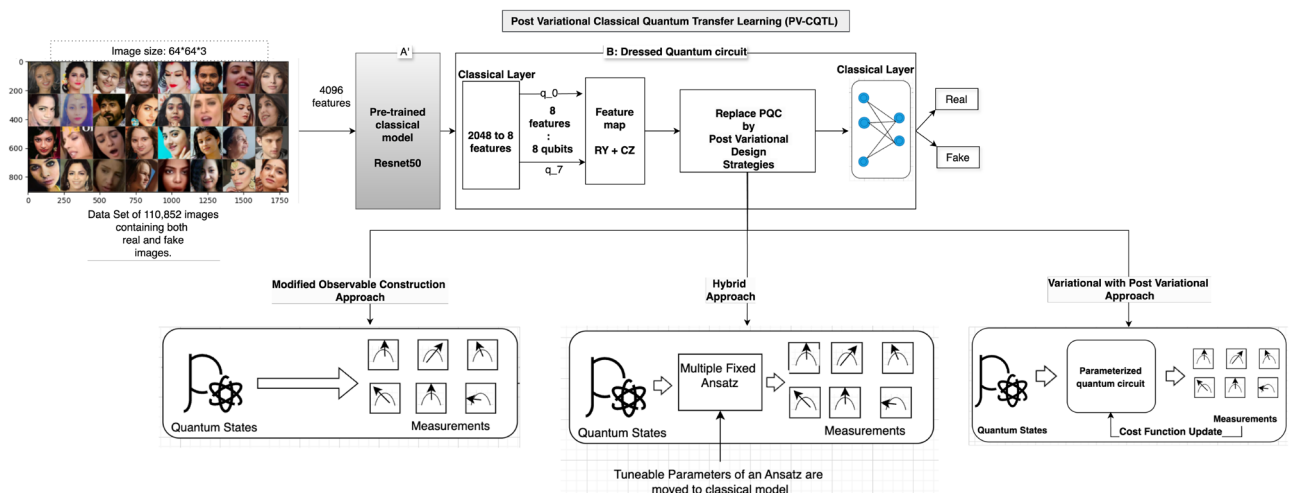 Post Variational Classical Quantum Transfer Learning (PV-CQTL)
Image size: 64*64*3
0
200
400
600
800
0
250
500
750
1000
1250
1500
1750
Data Set of 110,852 images
containing both
real and fake
images.
4096
features
A'
Pre-trained
classical
model
Resnet50
B: Dressed Quantum circuit
Classical Layer
2048 to 8
features
q_0
8
features
:
8 qubits
q_7
Feature
map
RY + CZ
Replace PQC
by
Post Variational
Design
Strategies
Classical Layer
Real
Fake
Modified Observable Construction
Approach
Quantum States
Measurements
Hybrid
Approach
Quantum States
Multiple Fixed
Ansatz
Measurements
Tuneable Parameters of an Ansatz are
moved to classical model
Variational with Post Variational
Approach
Quantum States
Parameterized
quantum circuit
Measurements
Cost Function Update